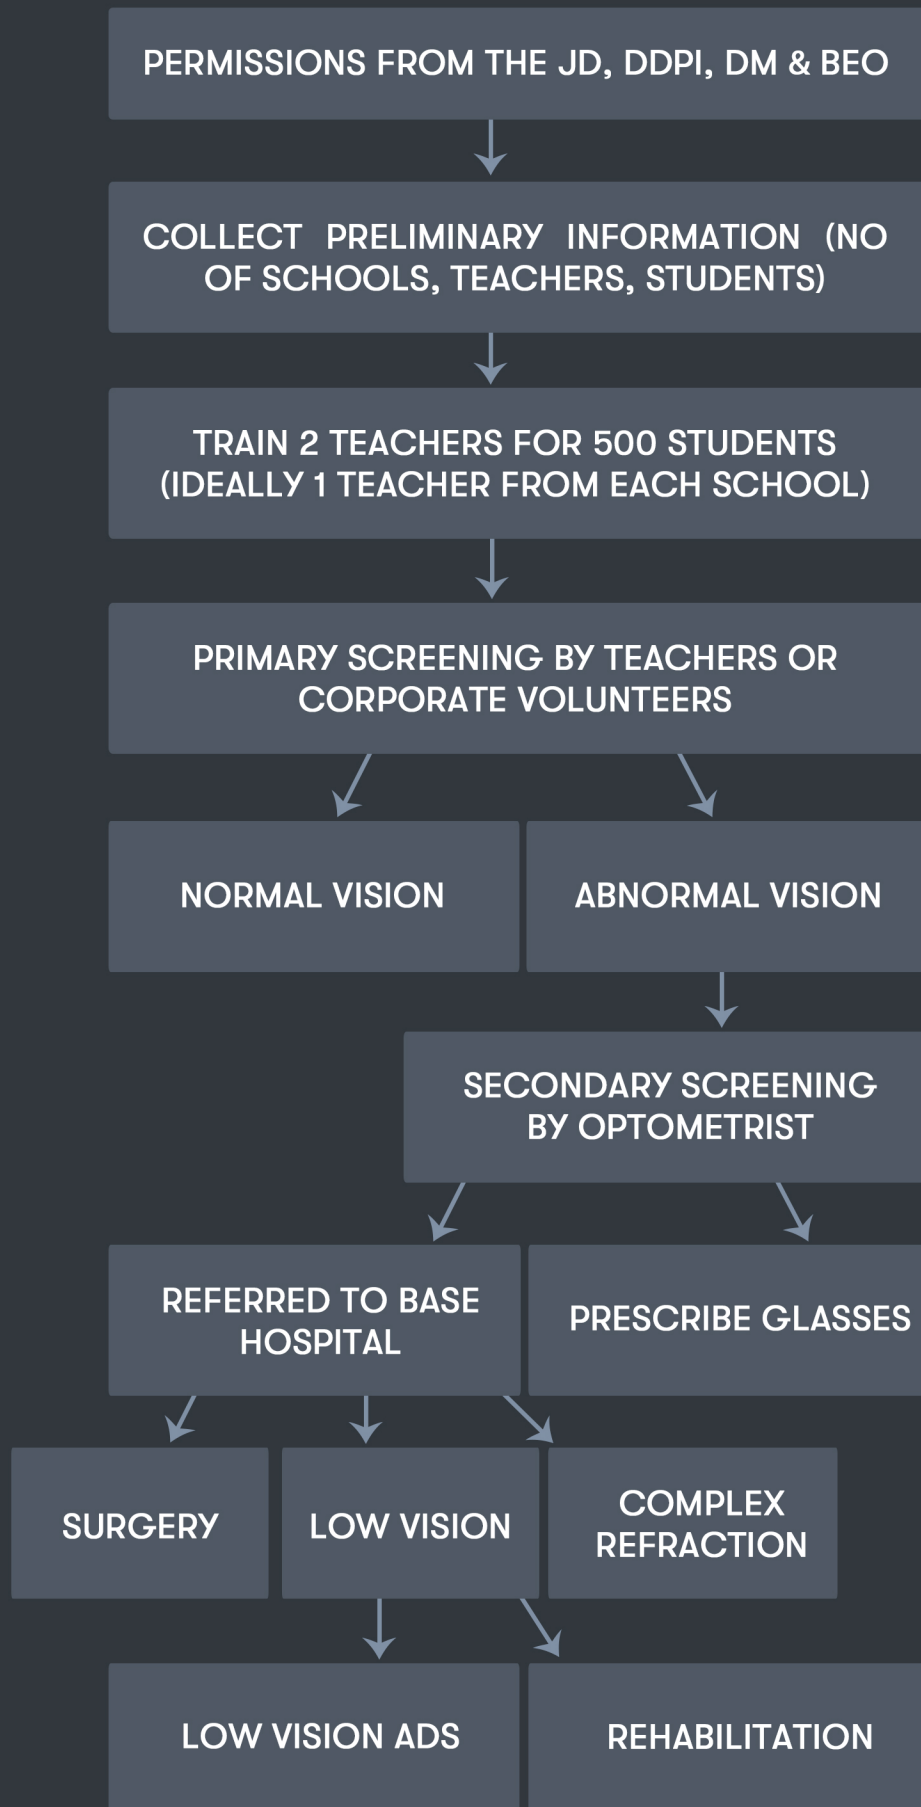 PERMISSIONS FROM THE JD, DDPI, DM & BEO
COLLECT PRELIMINARY INFORMATION (NO
OF SCHOOLS, TEACHERS, STUDENTS)
TRAIN 2 TEACHERS FOR 500 STUDENTS
(IDEALLY 1 TEACHER FROM EACH SCHOOL)
PRIMARY SCREENING BY TEACHERS OR
CORPORATE VOLUNTEERS
NORMAL VISION
ABNORMAL VISION
SECONDARY SCREENING
BY OPTOMETRIST
REFERRED TO BASE
HOSPITAL
PRESCRIBE GLASSES
SURGERY
LOW VISION
COMPLEX
REFRACTION
LOW VISION ADS
REHABILITATION